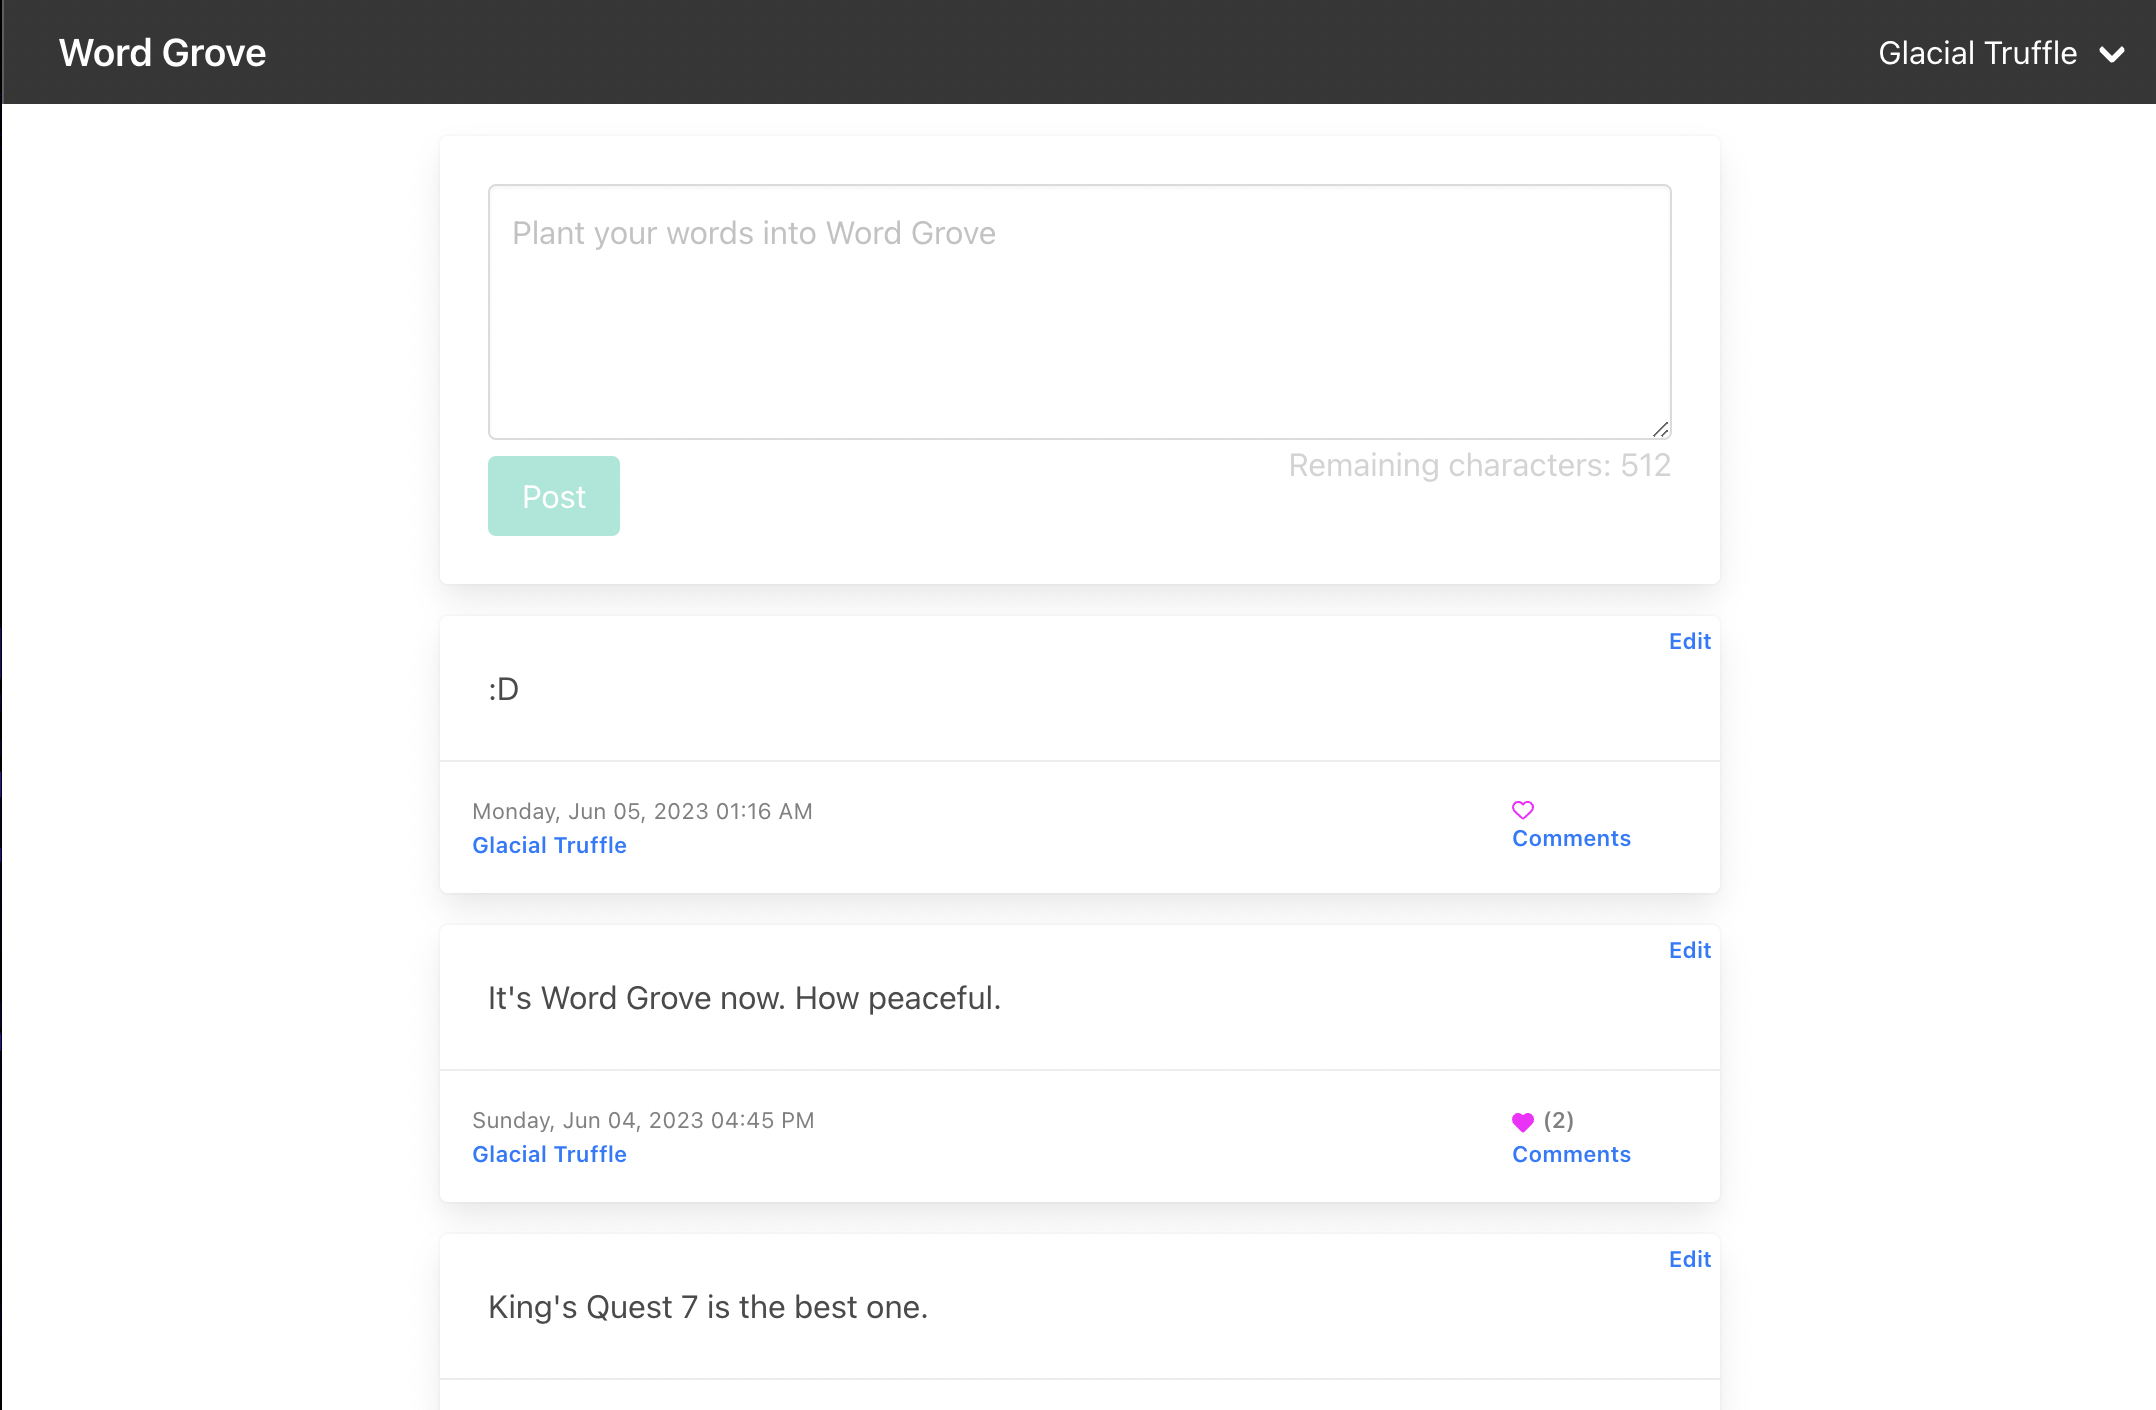 Word Grove
Glacial Truffle
Plant your words into Word Grove
Remaining characters: 512
Post
Edit
:D
Monday, Jun 05, 2023 01:16 AM
Glacial Truffle
Comments
Edit
It's Word Grove now. How peaceful.
Sunday, Jun 04, 2023 04:45 PM
(2)
Glacial Truffle
Comments
Edit
King's Quest 7 is the best one.